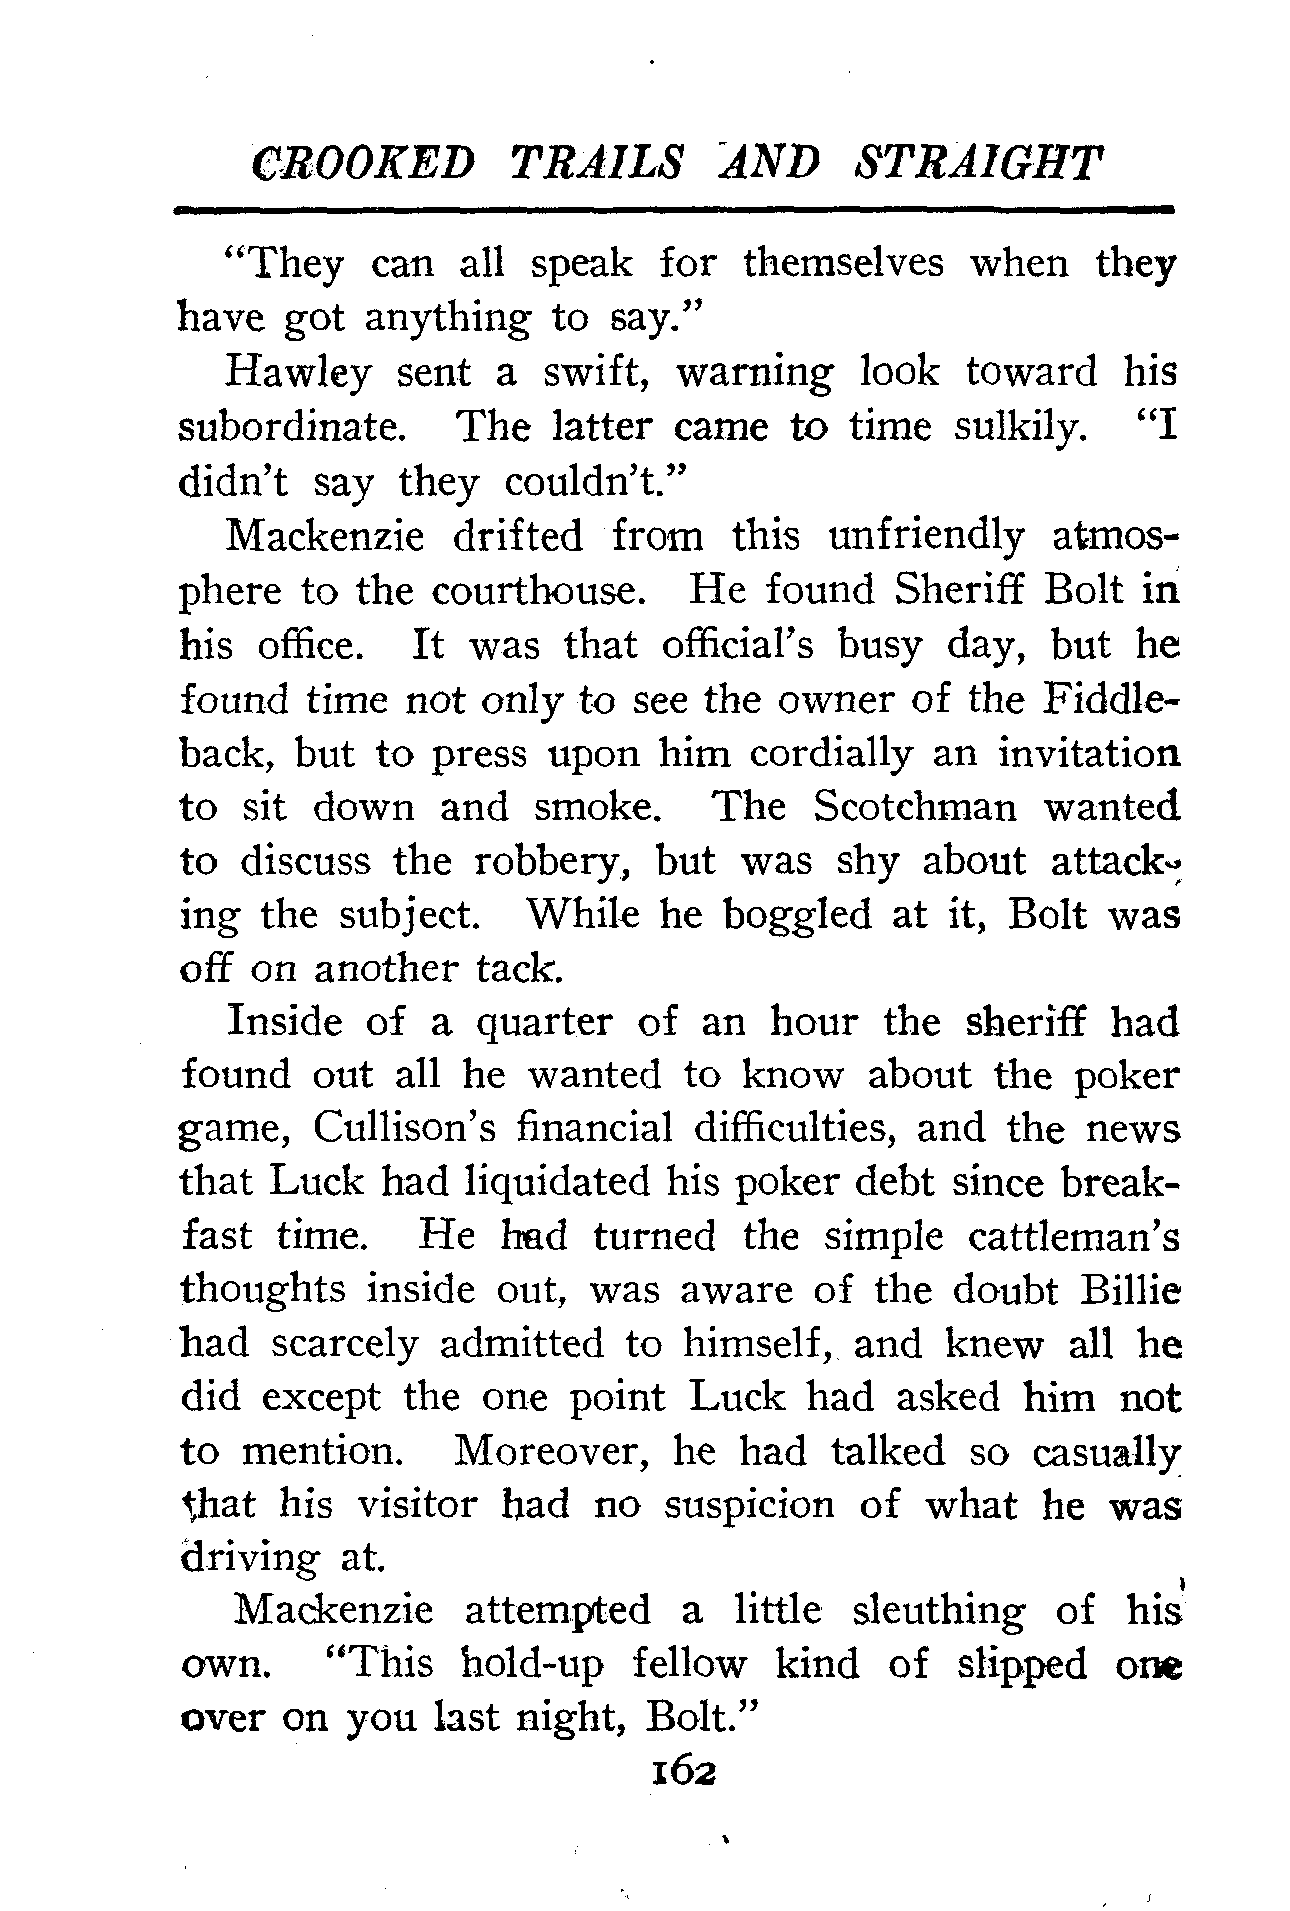 CROOKED TRAILS AND STRAIGHT
“They can all speak for themselves when they
have got anything to say.”
Hawley sent a swift, warning look toward his
subordinate. The latter came to time sulkily. “I
didn’t say they couldn’t.”
Mackenzie drifted from this unfriendly atmos-
phere to the courthouse. He found Sheriff Bolt in
his office. It was that official’s busy day, but he
found time not only to see the owner of the Fiddle-
back, but to press upon him cordially an invitation
to sit down and smoke. The Scotchman wanted
to discuss the robbery, but was shy about attack-
ing the subject. While he boggled at it, Bolt was
off on another tack.
Inside of a quarter of an hour the sheriff had
found out all he wanted to know about the poker
game, Cullison’s financial difficulties, and the news
that Luck had liquidated his poker debt since break-
fast time. He had turned the simple cattleman’s
thoughts inside out, was aware of the doubt Billie
had scarcely admitted to himself, and knew all he
did except the one point Luck had asked him not
to mention. Moreover, he had talked so casually
that his visitor had no suspicion of what he was
driving at.
Mackenzie attempted a little sleuthing of his
own. “This hold-up fellow kind of slipped one
over on you last night, Bolt.”
162